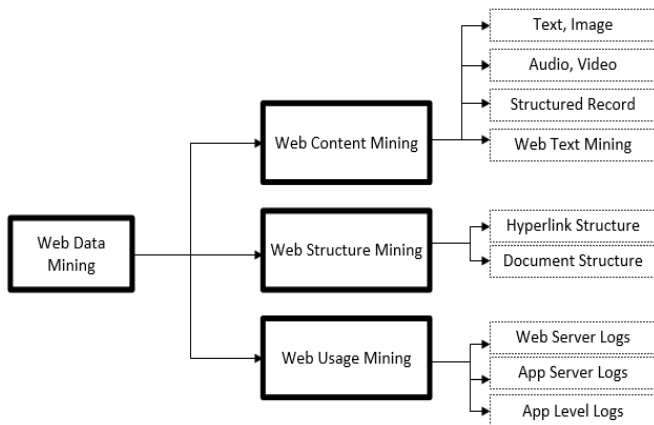 Text, Image
Audio, Video
Structured Record
Web Content Mining
Web Text Mining
Web Data
Mining
Web Structure Mining
Hyperlink Structure
Document Structure
Web Usage Mining
Web Server Logs
App Server Logs
App Level Logs